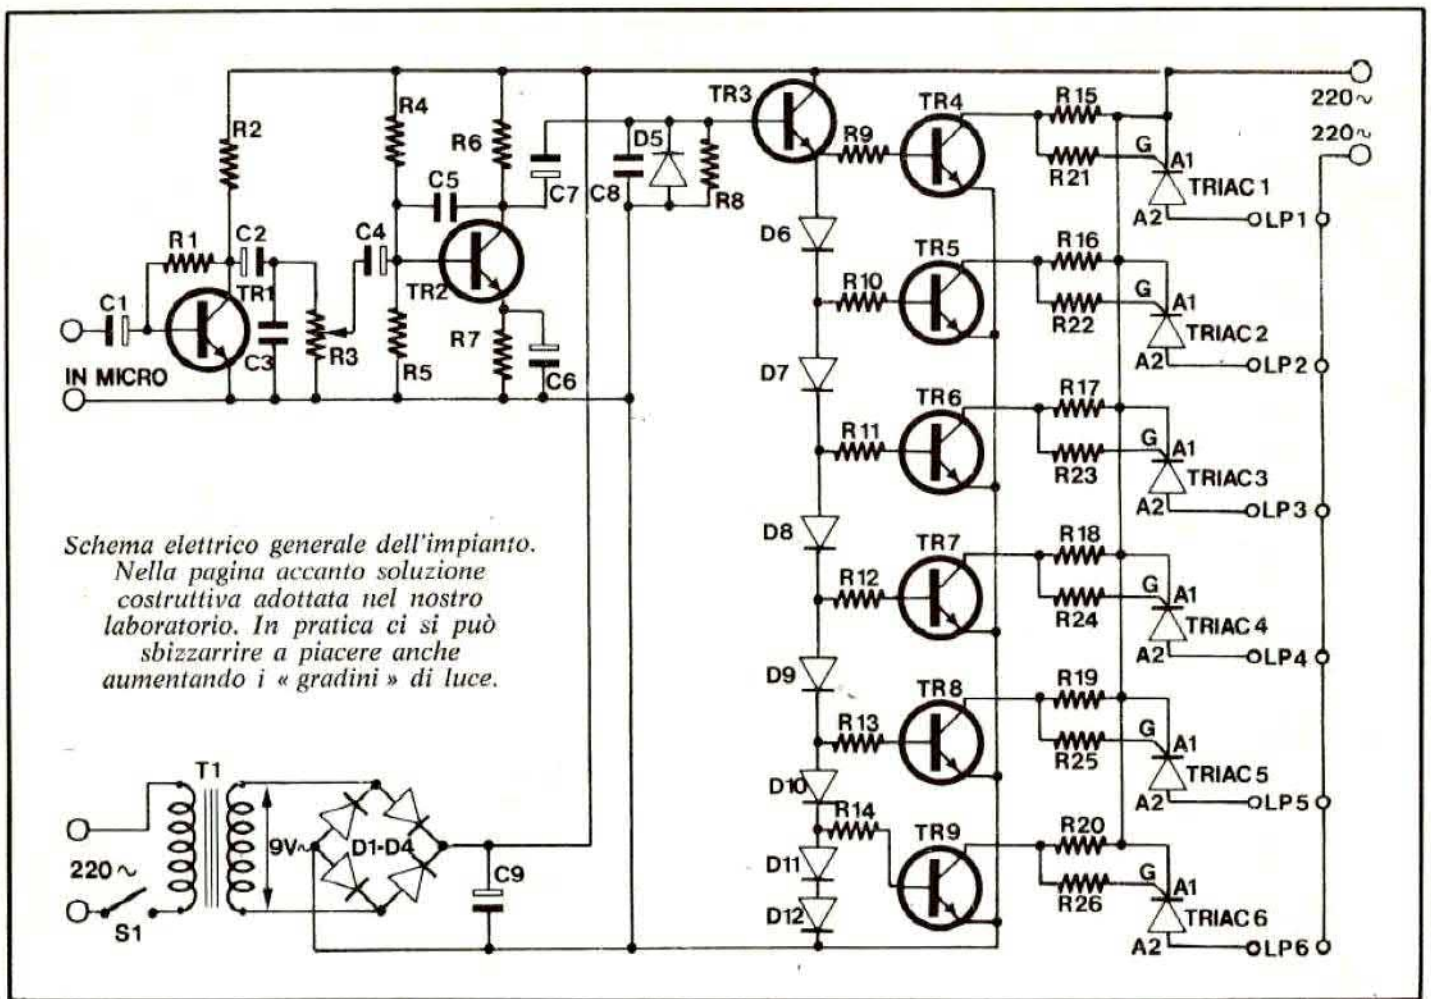 220~
220~
R2
R4
R6
TR3
TR4
R15
R9
R21
G
A1
TRIAC 1
A2
LP1
C5
C7
D5
C8
R8
D6
R1
C2
C4
TR1
TR2
TR5
R16
R10
R22
G
A1
TRIAC 2
A2
LP2
C1
C3
R3
R5
R7
C6
IN MICRO
D7
TR6
R17
R11
R23
G
A1
TRIAC 3
A2
LP3
D8
TR7
R18
R12
R24
G
A1
TRIAC 4
A2
LP4
Schema elettrico generale dell'impianto.
Nella pagina accanto soluzione
costruttiva adottata nel nostro
laboratorio. In pratica ci si può
sbizzarrire a piacere anche
aumentando i « gradini » di luce.
D9
TR8
R19
R13
R25
G
A1
TRIAC 5
A2
LP5
D10
R14
TR9
R20
R26
G
A1
TRIAC 6
A2
LP6
D11
D12
T1
220~
S1
9V~
D1-D4
C9